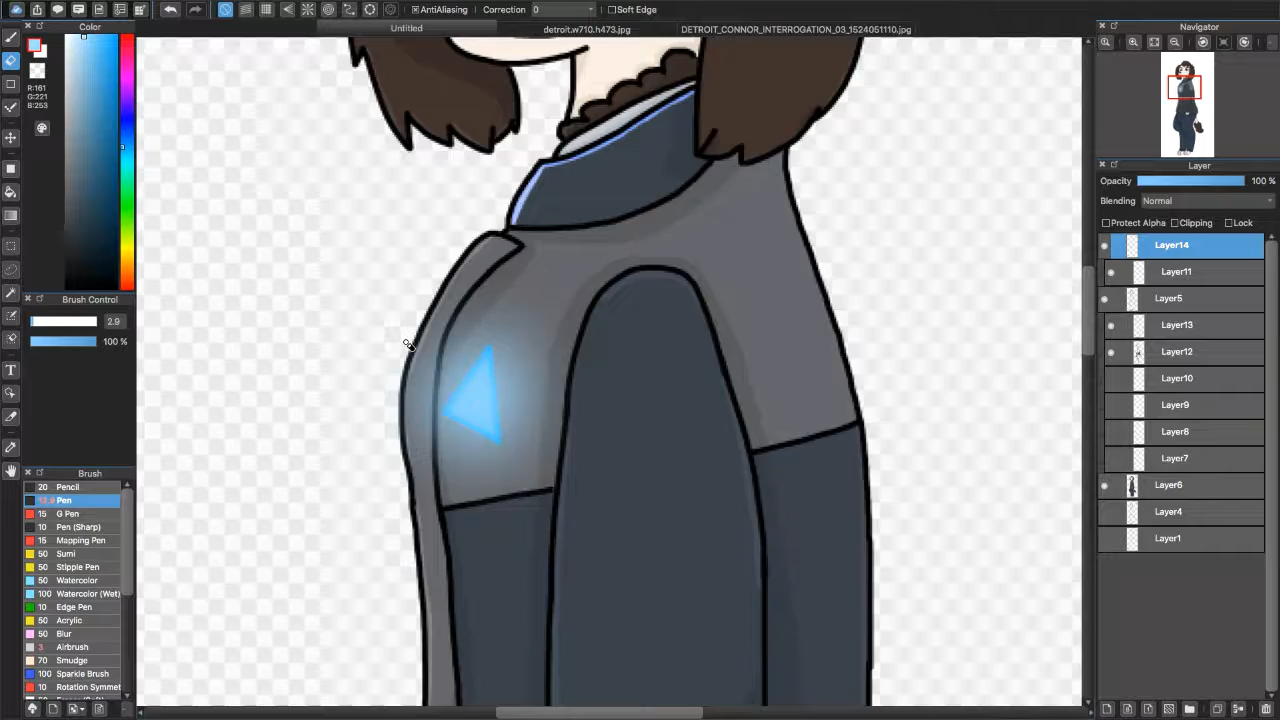 AntiAliasing Correction 0 Soft Edge
Color
Untitled
detroit.w710.h473.jpg
DETROIT_CONNOR_INTERROGATION_03_1524051110.jpg
Navigator
R:161
G:221
B:253
Brush Control
2.9
100 %
Brush
20 Pencil
Pen
15 G Pen
10 Pen (Sharp)
15 Mapping Pen
50 Sumi
50 Stipple Pen
50 Watercolor
100 Watercolor (Wet)
10 Edge Pen
50 Acrylic
50 Blur
3 Airbrush
70 Smudge
100 Sparkle Brush
10 Rotation Symmet
Layer
Opacity 100 %
Blending Normal
Protect Alpha Clipping Lock
Layer14
Layer11
Layer5
Layer13
Layer12
Layer10
Layer9
Layer8
Layer7
Layer6
Layer4
Layer1